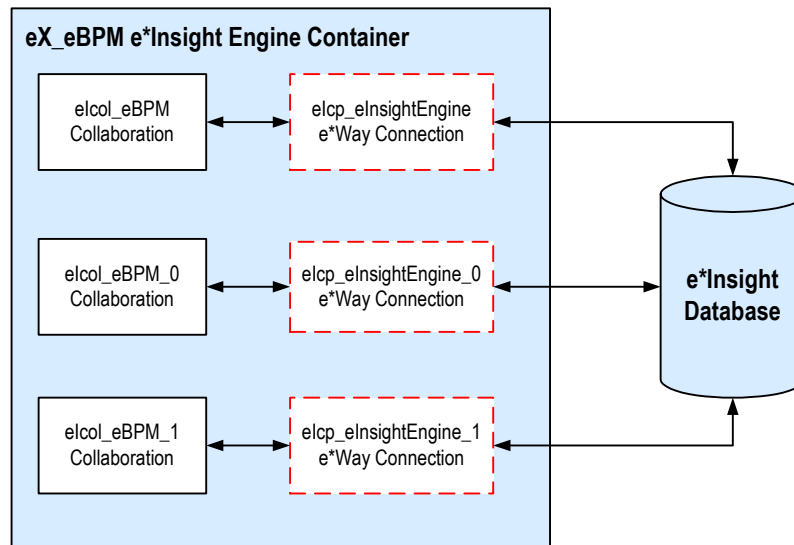 eX_eBPM e*Insight Engine Container
eIcol_eBPM
Collaboration
eIcp_eInsightEngine
e*Way Connection
eIcol_eBPM_0
Collaboration
eIcp_eInsightEngine_0
e*Way Connection
e*Insight
Database
eIcol_eBPM_1
Collaboration
eIcp_eInsightEngine_1
e*Way Connection